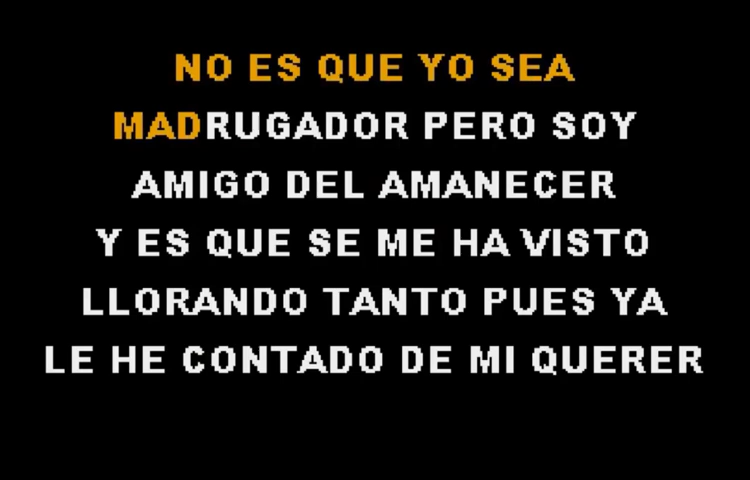 NO ES QUE YO SEA
MADRUGADOR PERO SOY
AMIGO DEL AMANECER
Y ES QUE SE ME HA VISTO
LLORANDO TANTO PUES YA
LE HE CONTADO DE MI QUERER